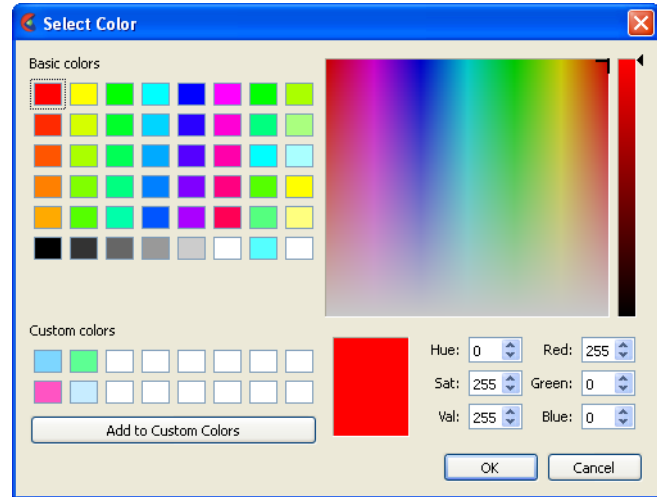 Select Color
Basic colors
Custom colors
Add to Custom Colors
Hue: 0 Red: 255
Sat: 255 Green: 0
Val: 255 Blue: 0
OK Cancel